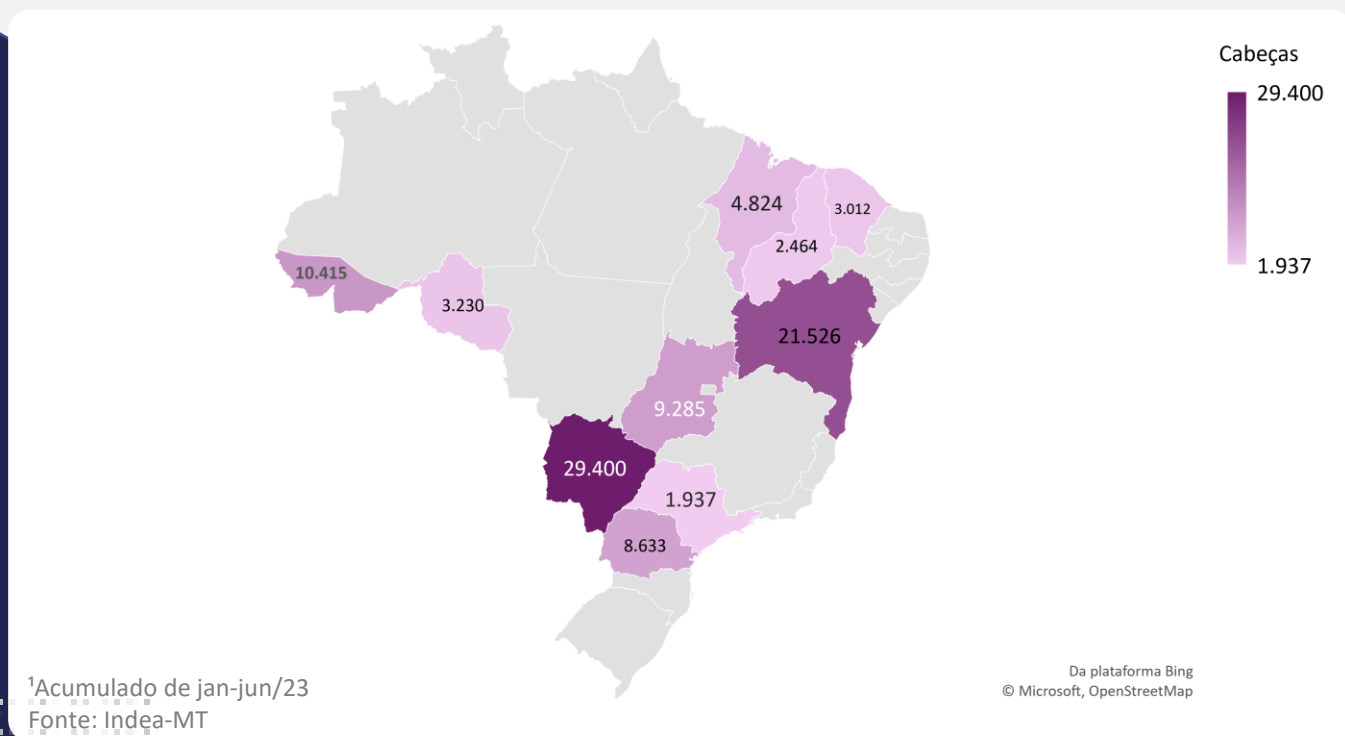 Cabeças
29.400
1.937
4.824
3.012
2.464
10.415
3.230
21.526
9.285
29.400
1.937
8.633
Da plataforma Bing
© Microsoft, OpenStreetMap
¹Acumulado de jan-jun/23
Fonte: Indea-MT